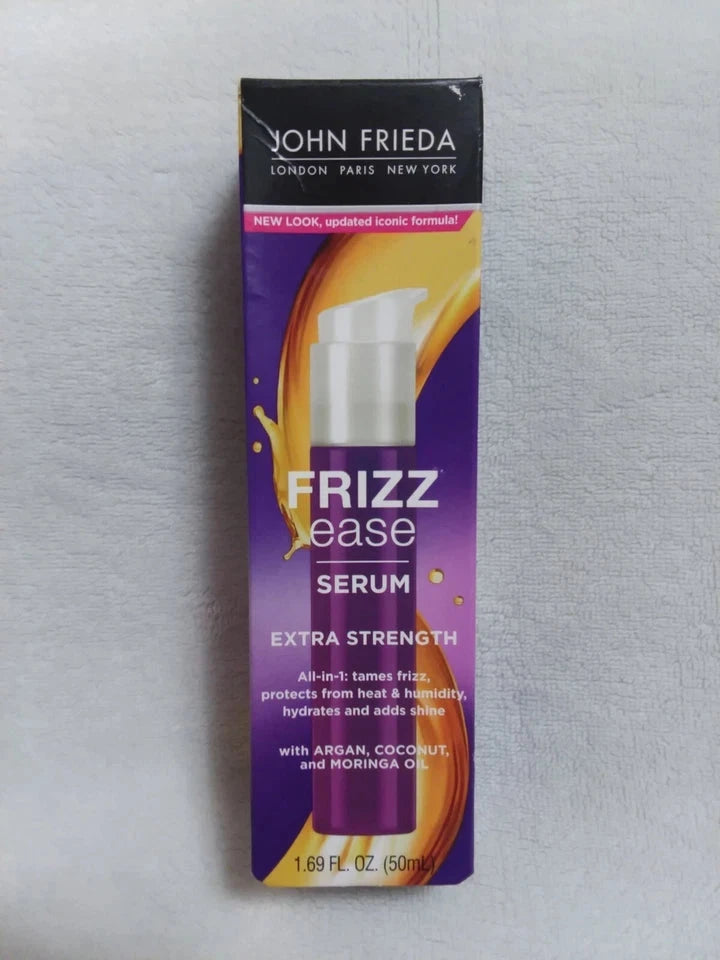 JOHN FRIEDA
LONDON PARIS NEW YORK
NEW LOOK, updated iconic formula!
FRIZZ
ease
SERUM
EXTRA STRENGTH
All-in-1: tames frizz,
protects from heat & humidity,
hydrates and adds shine
with ARGAN, COCONUT,
and MORINGA OIL
1.69 FL. OZ. (50mL)